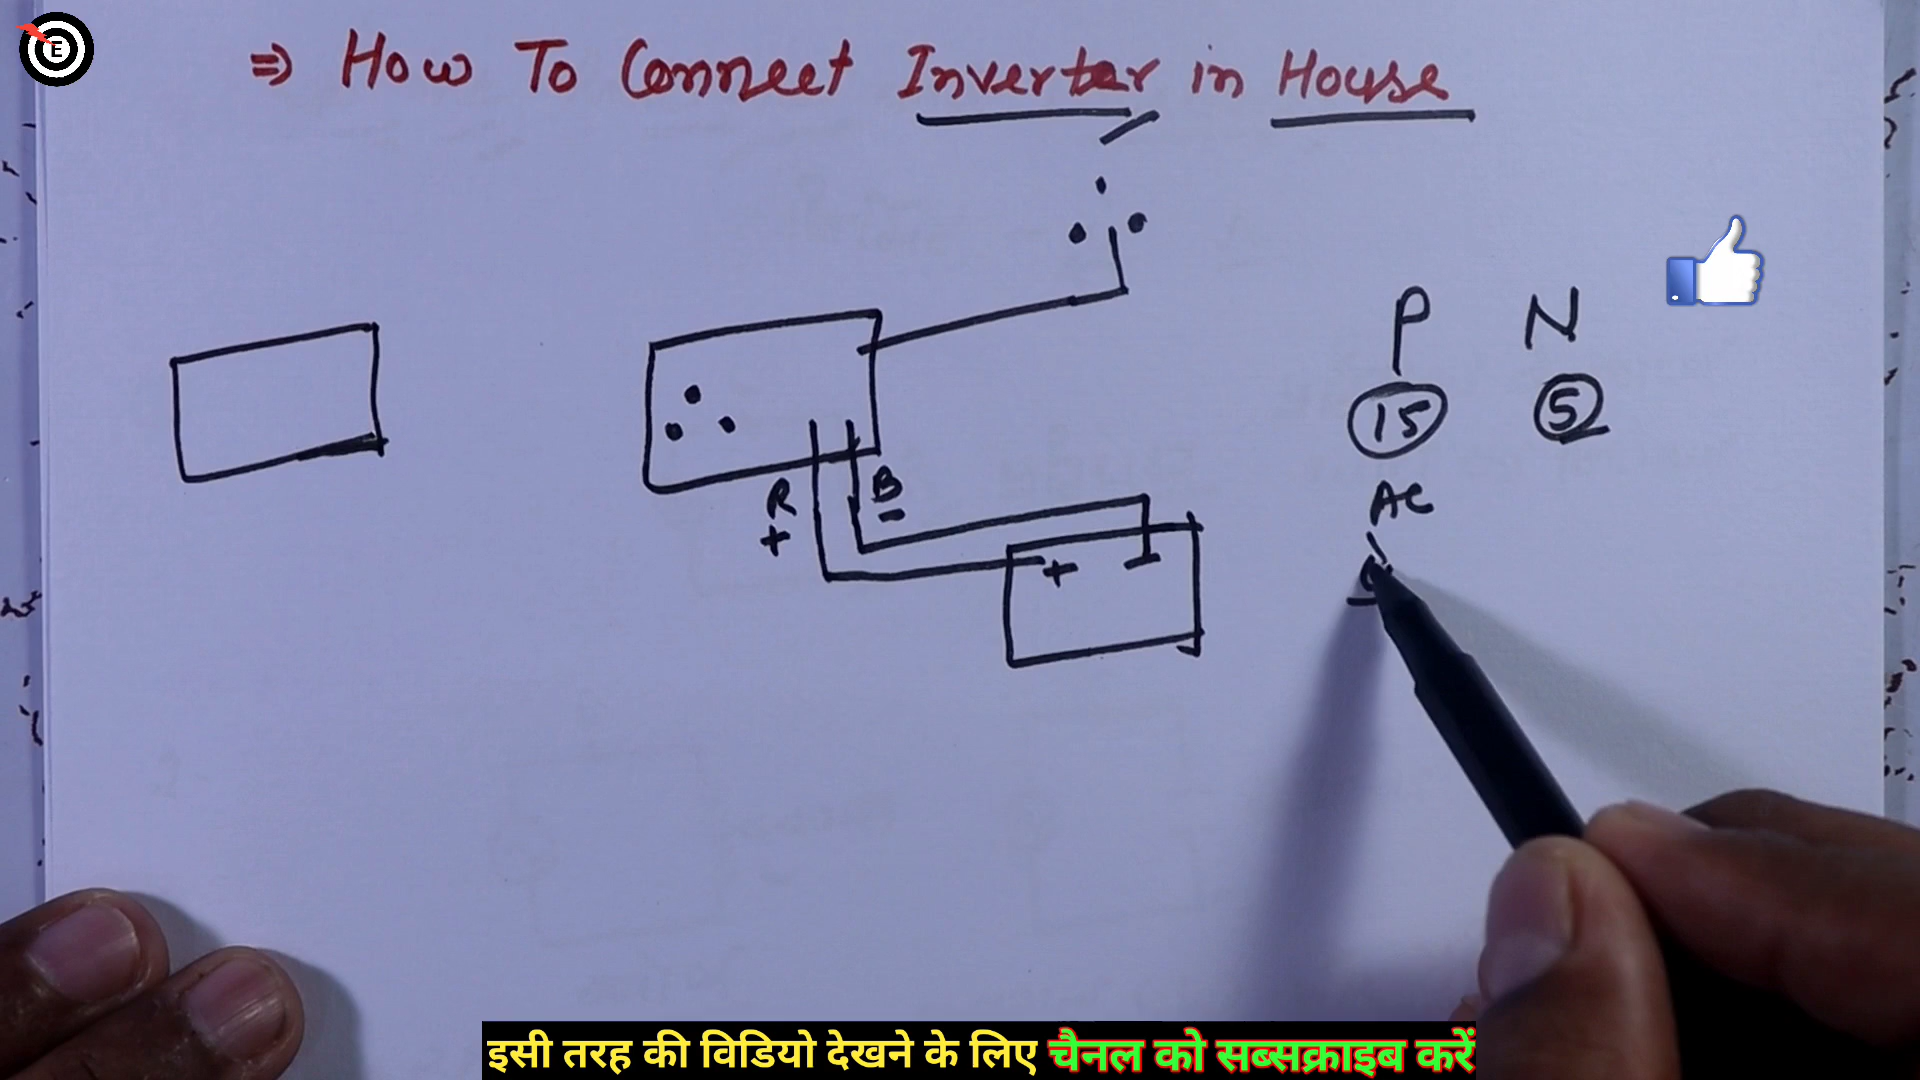 E
⇒ How To Connect Inverter in House
P N
15 5
R B
+ -
AC
+ -
इसी तरह की विडियो देखने के लिए चैनल को सब्सक्राइब करें